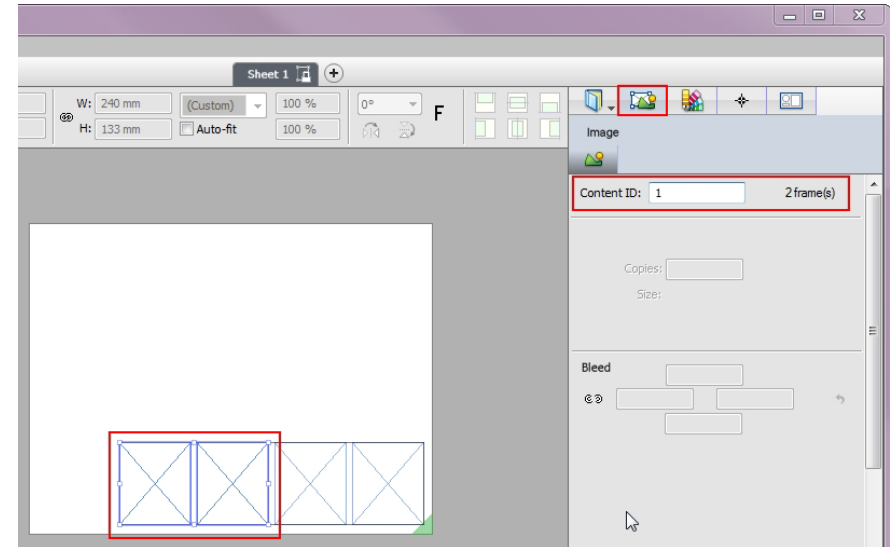 Sheet 1
W: 240 mm (Custom) 100 % 0° F
H: 133 mm Auto-fit 100 %
Image
Content ID: 1 2 frame(s)
Copies:
Size:
Bleed